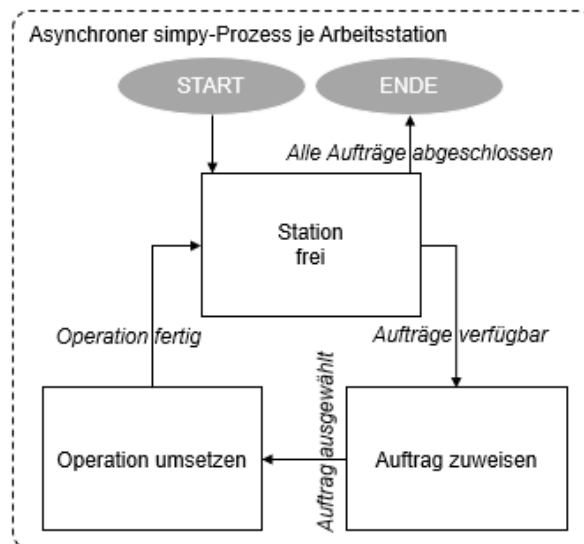 Asynchroner simpy-Prozess je Arbeitsstation
START
ENDE
Alle Aufträge abgeschlossen
Station
frei
Operation fertig
Aufträge verfügbar
Operation umsetzen
Auftrag ausgewählt
Auftrag zuweisen